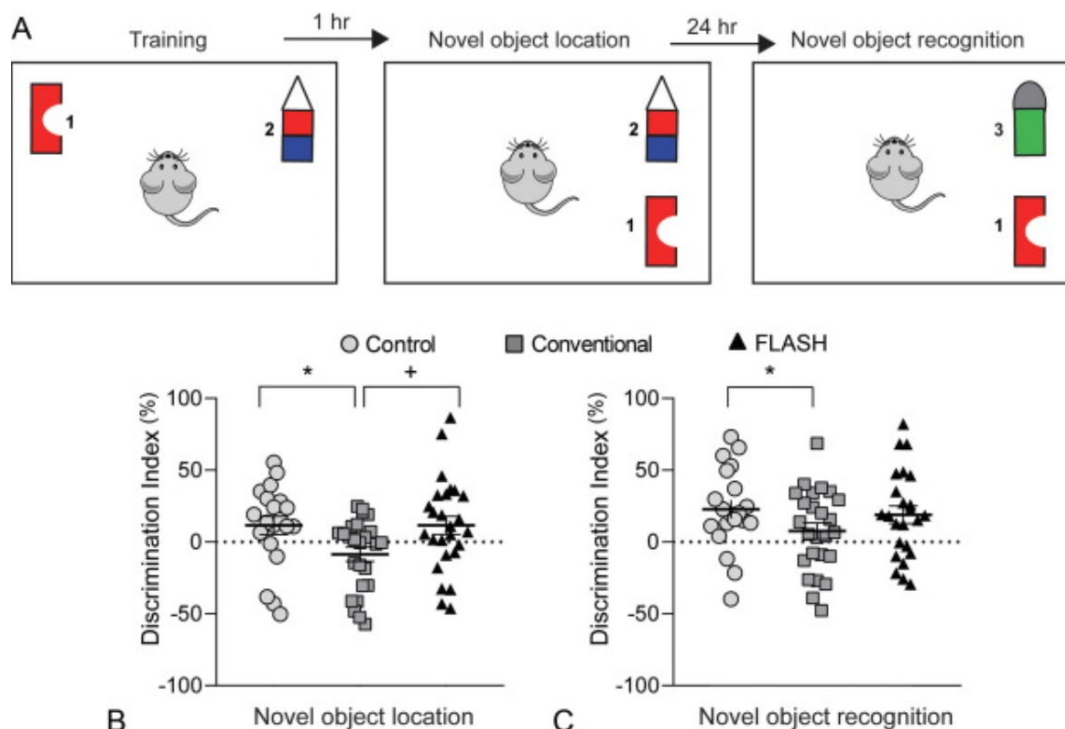 A
Training
1 hr
Novel object location
24 hr
Novel object recognition
1
2
2
1
3
1
Control
Conventional
FLASH
*
+
*
Discrimination Index (%)
100
50
0
-50
-100
Discrimination Index (%)
100
50
0
-50
-100
B
Novel object location
C
Novel object recognition